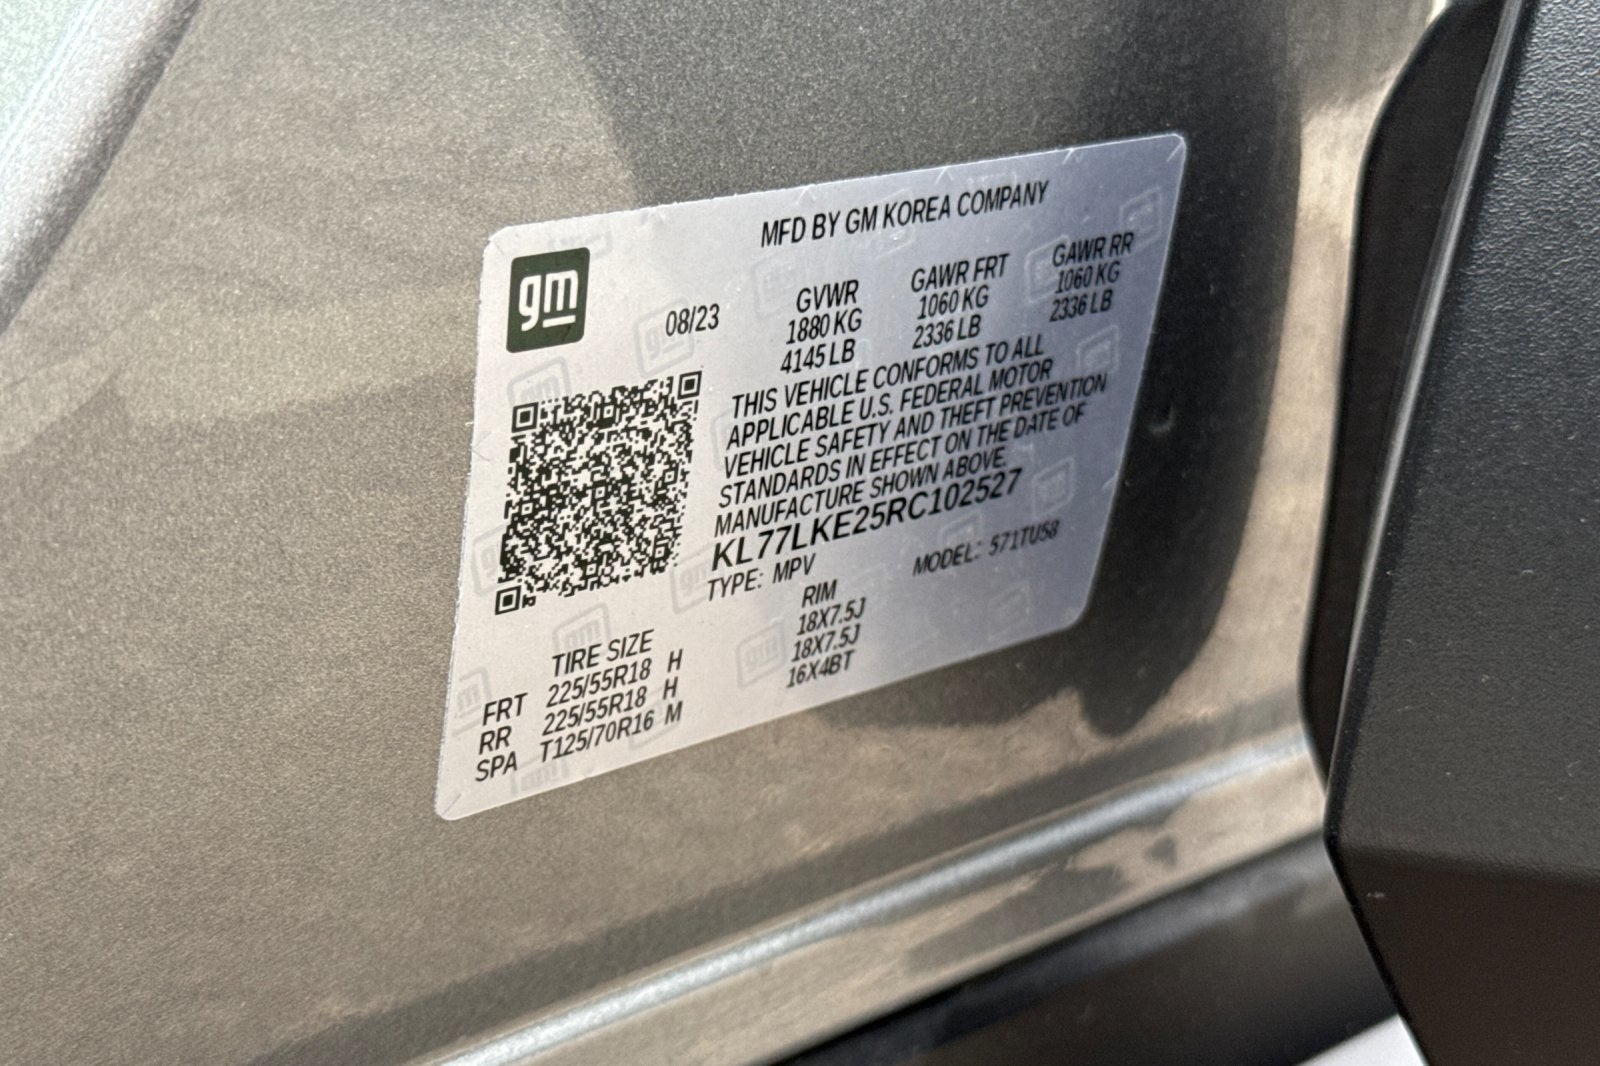 MFD BY GM KOREA COMPANY
gm
08/23
GVWR GAWR FRT GAWR RR
1880 KG 1060 KG 1060 KG
4145 LB 2336 LB 2336 LB
THIS VEHICLE CONFORMS TO ALL
APPLICABLE U.S. FEDERAL MOTOR
VEHICLE SAFETY AND THEFT PREVENTION
STANDARDS IN EFFECT ON THE DATE OF
MANUFACTURE SHOWN ABOVE.
KL77LKE25RC102527
TYPE: MPV MODEL: 571TU58
TIRE SIZE RIM
FRT 225/55R18 H 18X7.5J
RR 225/55R18 H 18X7.5J
SPA T125/70R16 M 16X4BT